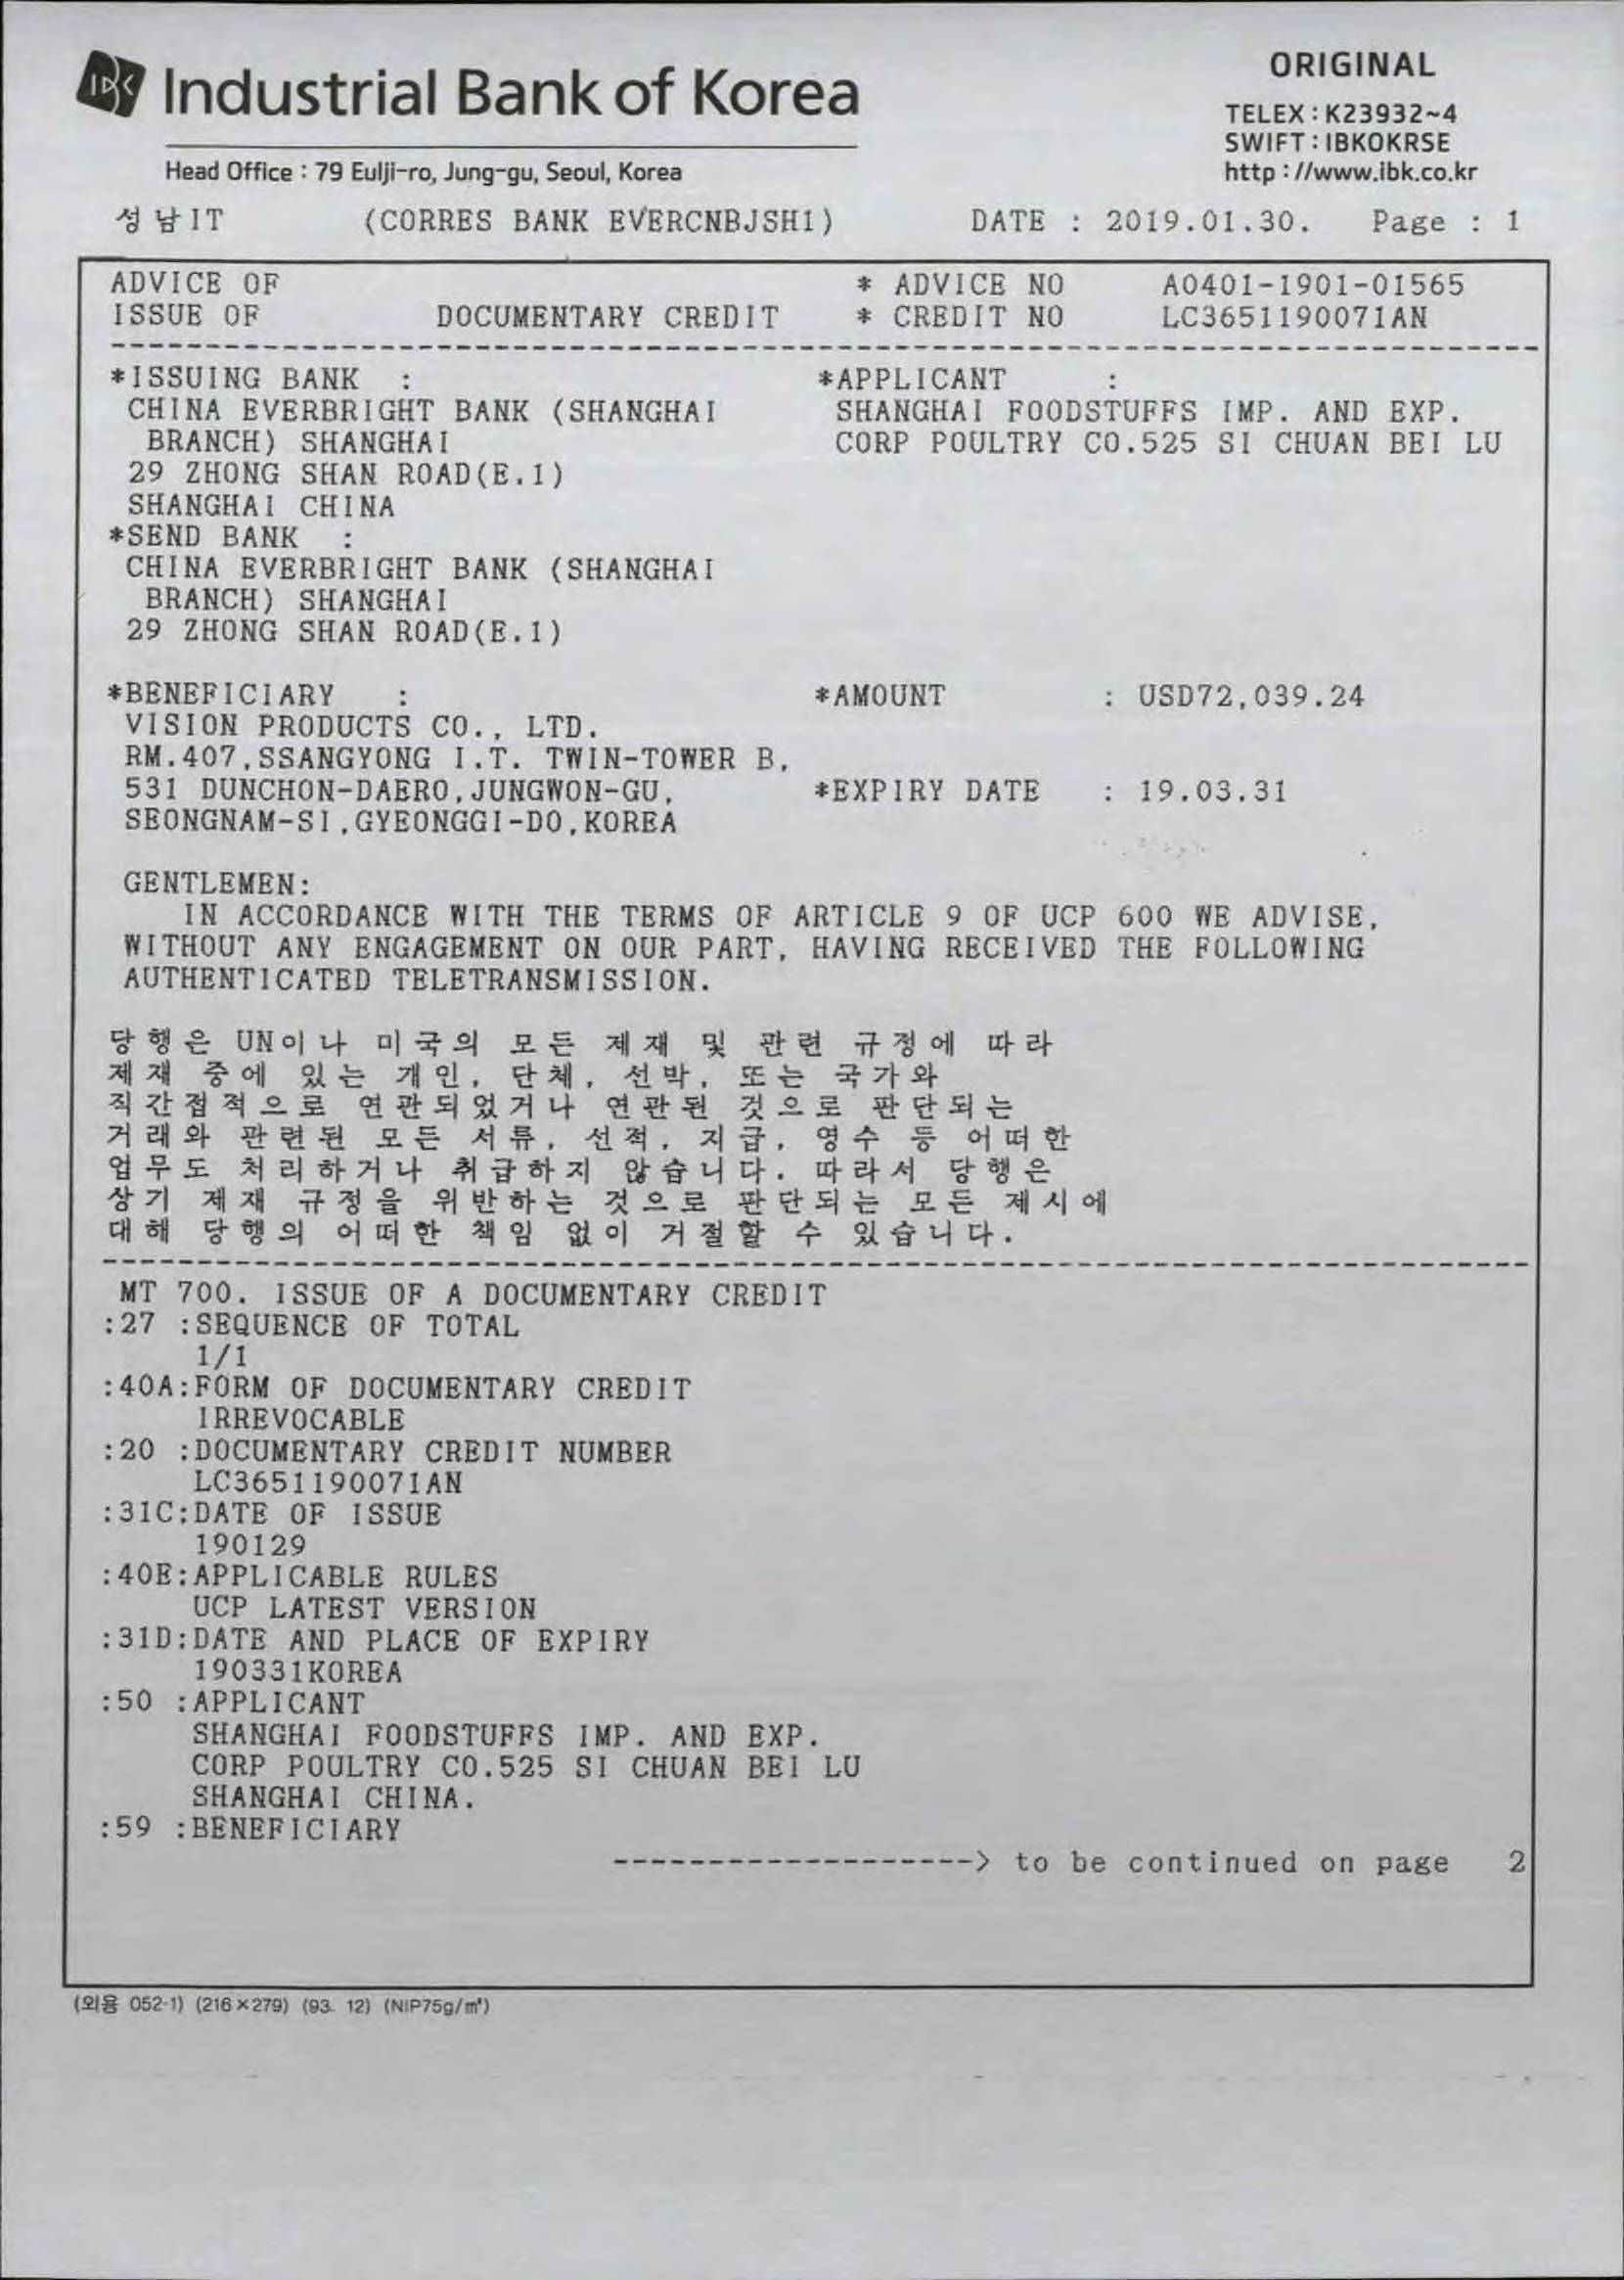 IBK Industrial Bank of Korea
ORIGINAL
TELEX : K23932~4
SWIFT : IBKOKRSE
http : //www.ibk.co.kr
Head Office : 79 Eulji-ro, Jung-gu, Seoul, Korea
성남IT (CORRES BANK EVERCNBJSH1) DATE : 2019.01.30. Page : 1
ADVICE OF * ADVICE NO A0401-1901-01565
ISSUE OF DOCUMENTARY CREDIT * CREDIT NO LC3651190071AN
*ISSUING BANK : *APPLICANT :
CHINA EVERBRIGHT BANK (SHANGHAI SHANGHAI FOODSTUFFS IMP. AND EXP.
BRANCH) SHANGHAI CORP POULTRY CO.525 SI CHUAN BEI LU
29 ZHONG SHAN ROAD(E.1)
SHANGHAI CHINA
*SEND BANK :
CHINA EVERBRIGHT BANK (SHANGHAI
BRANCH) SHANGHAI
29 ZHONG SHAN ROAD(E.1)
*BENEFICIARY : *AMOUNT : USD72,039.24
VISION PRODUCTS CO., LTD.
RM.407,SSANGYONG I.T. TWIN-TOWER B,
531 DUNCHON-DAERO,JUNGWON-GU, *EXPIRY DATE : 19.03.31
SEONGNAM-SI,GYEONGGI-DO,KOREA
GENTLEMEN:
IN ACCORDANCE WITH THE TERMS OF ARTICLE 9 OF UCP 600 WE ADVISE,
WITHOUT ANY ENGAGEMENT ON OUR PART, HAVING RECEIVED THE FOLLOWING
AUTHENTICATED TELETRANSMISSION.
당행은 UN이나 미국의 모든 제재 및 관련 규정에 따라
제재 중에 있는 개인, 단체, 선박, 또는 국가와
직간접적으로 연관되었거나 연관된 것으로 판단되는
거래와 관련된 모든 서류, 선적, 지급, 영수 등 어떠한
업무도 처리하거나 취급하지 않습니다. 따라서 당행은
상기 제재 규정을 위반하는 것으로 판단되는 모든 제시에
대해 당행의 어떠한 책임 없이 거절할 수 있습니다.
MT 700. ISSUE OF A DOCUMENTARY CREDIT
:27 :SEQUENCE OF TOTAL
1/1
:40A:FORM OF DOCUMENTARY CREDIT
IRREVOCABLE
:20 :DOCUMENTARY CREDIT NUMBER
LC3651190071AN
:31C:DATE OF ISSUE
190129
:40E:APPLICABLE RULES
UCP LATEST VERSION
:31D:DATE AND PLACE OF EXPIRY
190331KOREA
:50 :APPLICANT
SHANGHAI FOODSTUFFS IMP. AND EXP.
CORP POULTRY CO.525 SI CHUAN BEI LU
SHANGHAI CHINA.
:59 :BENEFICIARY
-------------------> to be continued on page 2
(외용 052-1) (216×279) (93. 12) (NIP75g/㎡)